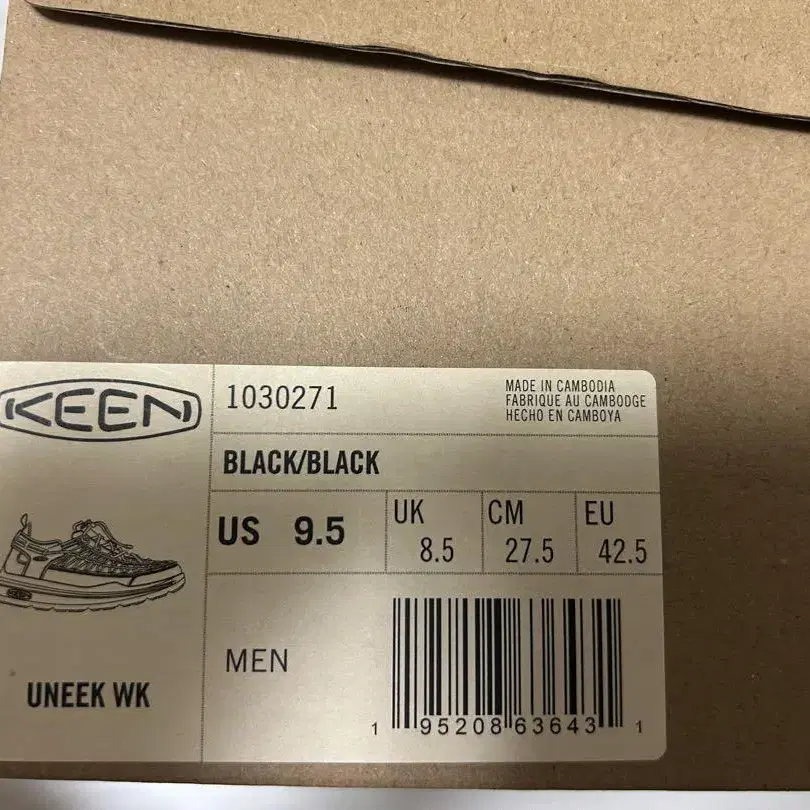 KEEN
1030271
MADE IN CAMBODIA
FABRIQUE AU CAMBODGE
HECHO EN CAMBOYA
BLACK/BLACK
US 9.5
UK 8.5
CM 27.5
EU 42.5
MEN
UNEEK WK
1 95208 63643 1